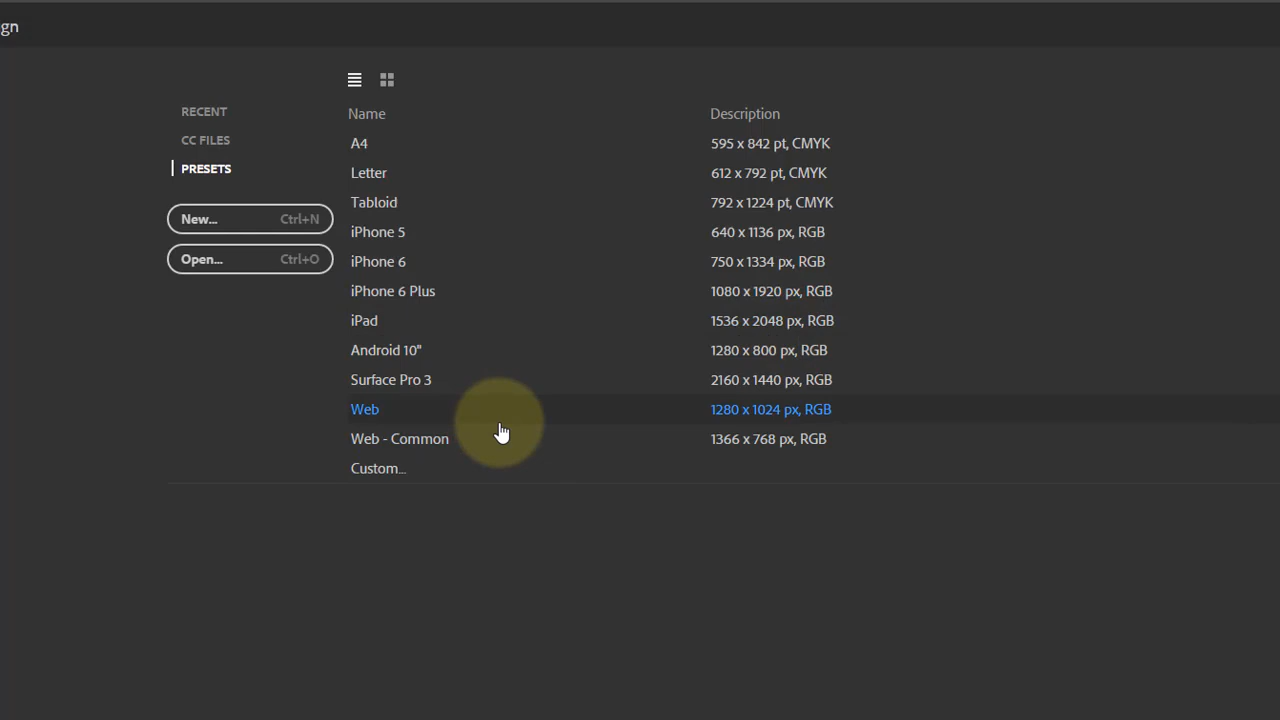 gn
RECENT
CC FILES
PRESETS
New... Ctrl+N
Open... Ctrl+O
Name Description
A4 595 x 842 pt, CMYK
Letter 612 x 792 pt, CMYK
Tabloid 792 x 1224 pt, CMYK
iPhone 5 640 x 1136 px, RGB
iPhone 6 750 x 1334 px, RGB
iPhone 6 Plus 1080 x 1920 px, RGB
iPad 1536 x 2048 px, RGB
Android 10" 1280 x 800 px, RGB
Surface Pro 3 2160 x 1440 px, RGB
Web 1280 x 1024 px, RGB
Web - Common 1366 x 768 px, RGB
Custom...